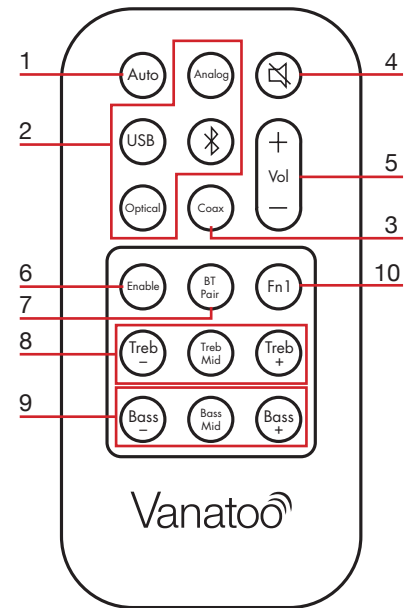 1
Auto
Analog
4
2
USB
+
Vol
−
5
Optical
Coax
3
6
Enable
BT
Pair
Fn1
10
7
8
Treb
−
Treb
Mid
Treb
+
9
Bass
−
Bass
Mid
Bass
+
Vanatoo